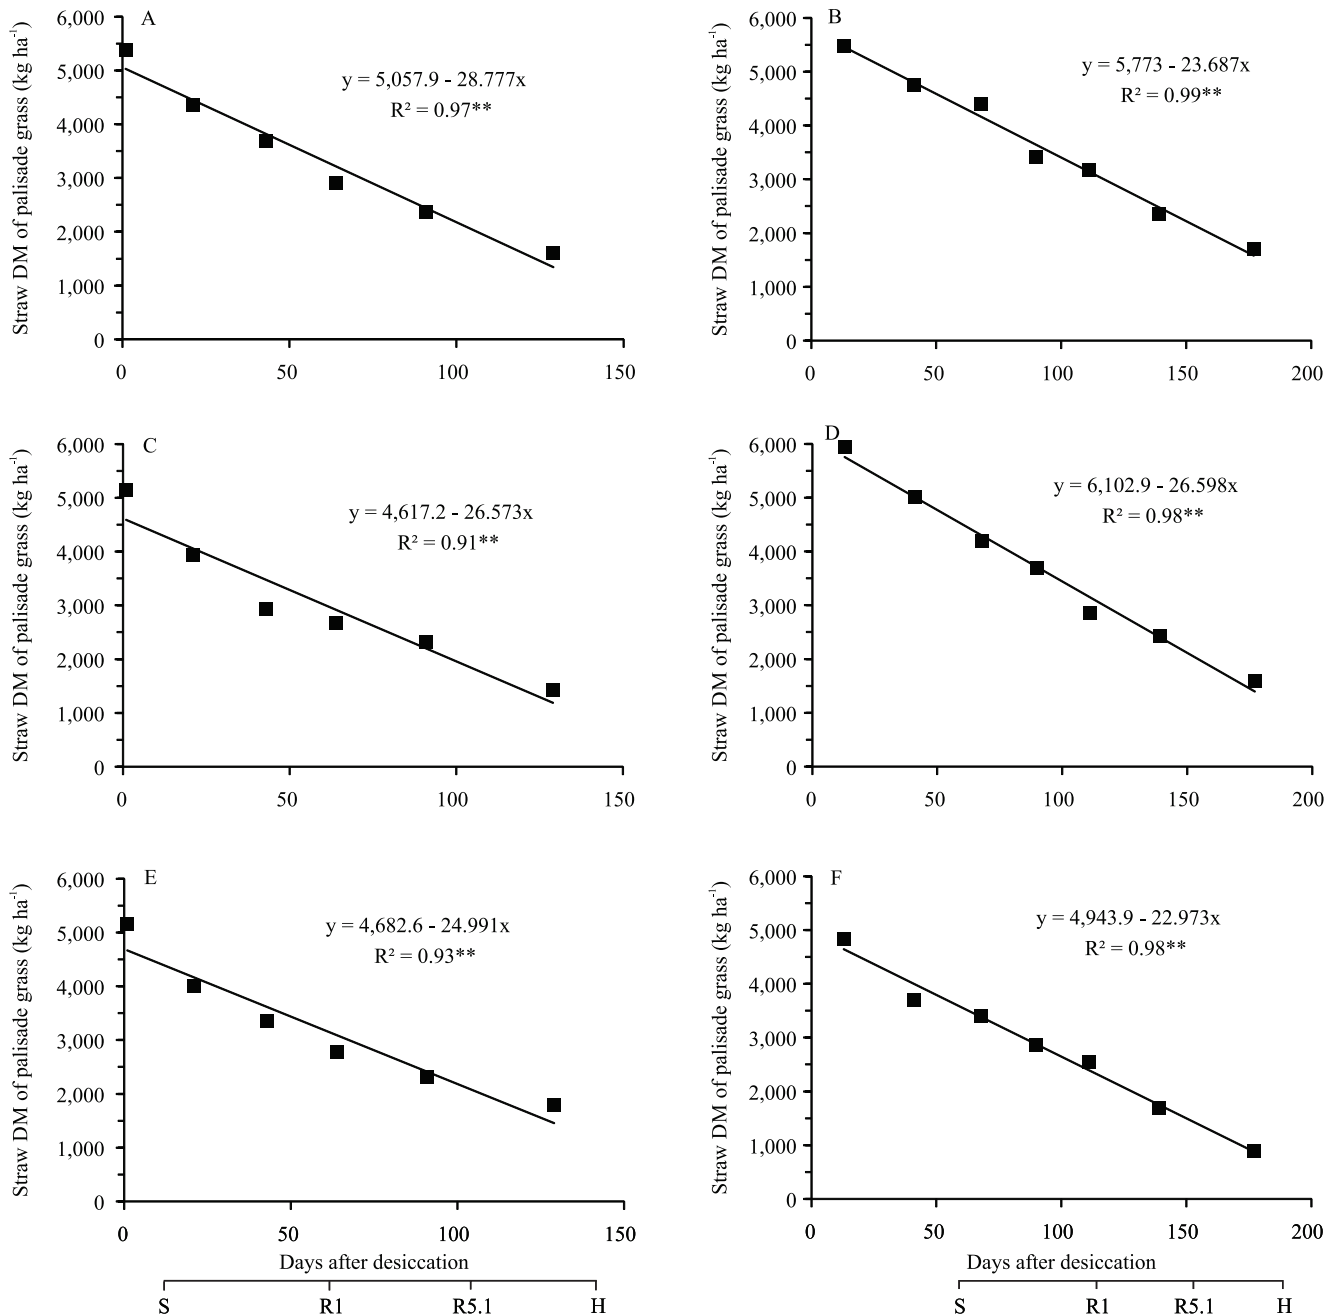 A
Straw DM of palisade grass (kg ha⁻¹)
6,000
5,000
4,000
3,000
2,000
1,000
0
y = 5,057.9 - 28.777x
R² = 0.97**
0 50 100 150
B
Straw DM of palisade grass (kg ha⁻¹)
6,000
5,000
4,000
3,000
2,000
1,000
0
y = 5,773 - 23.687x
R² = 0.99**
0 50 100 150 200
C
Straw DM of palisade grass (kg ha⁻¹)
6,000
5,000
4,000
3,000
2,000
1,000
0
y = 4,617.2 - 26.573x
R² = 0.91**
0 50 100 150
D
Straw DM of palisade grass (kg ha⁻¹)
6,000
5,000
4,000
3,000
2,000
1,000
0
y = 6,102.9 - 26.598x
R² = 0.98**
0 50 100 150 200
E
Straw DM of palisade grass (kg ha⁻¹)
6,000
5,000
4,000
3,000
2,000
1,000
0
y = 4,682.6 - 24.991x
R² = 0.93**
0 50 100 150
Days after desiccation
S R1 R5.1 H
F
Straw DM of palisade grass (kg ha⁻¹)
6,000
5,000
4,000
3,000
2,000
1,000
0
y = 4,943.9 - 22.973x
R² = 0.98**
0 50 100 150 200
Days after desiccation
S R1 R5.1 H